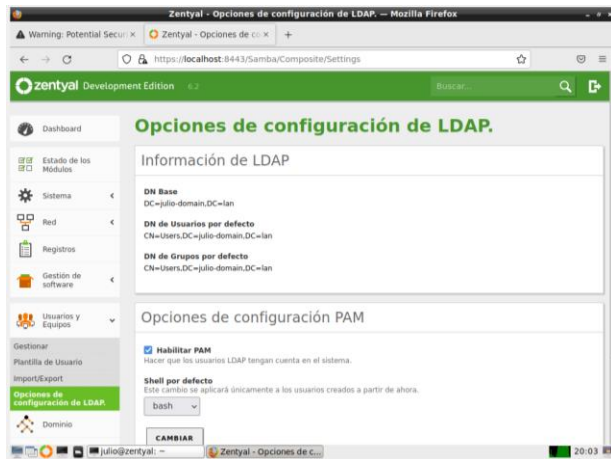 Zentyal - Opciones de configuración de LDAP. — Mozilla Firefox
Warning: Potential Securi ×
Zentyal - Opciones de co ×
+
https://localhost:8443/Samba/Composite/Settings
zentyal Development Edition 6.2
Buscar...
Dashboard
Estado de los
Módulos
Sistema
Red
Registros
Gestión de
software
Usuarios y
Equipos
Gestionar
Plantilla de Usuario
Import/Export
Opciones de
configuración de LDAP.
Dominio
Opciones de configuración de LDAP.
Información de LDAP
DN Base
DC=julio-domain,DC=lan
DN de Usuarios por defecto
CN=Users,DC=julio-domain,DC=lan
DN de Grupos por defecto
CN=Users,DC=julio-domain,DC=lan
Opciones de configuración PAM
Habilitar PAM
Hacer que los usuarios LDAP tengan cuenta en el sistema.
Shell por defecto
Este cambio se aplicará únicamente a los usuarios creados a partir de ahora.
bash
CAMBIAR
julio@zentyal: ~
Zentyal - Opciones de c...
20:03